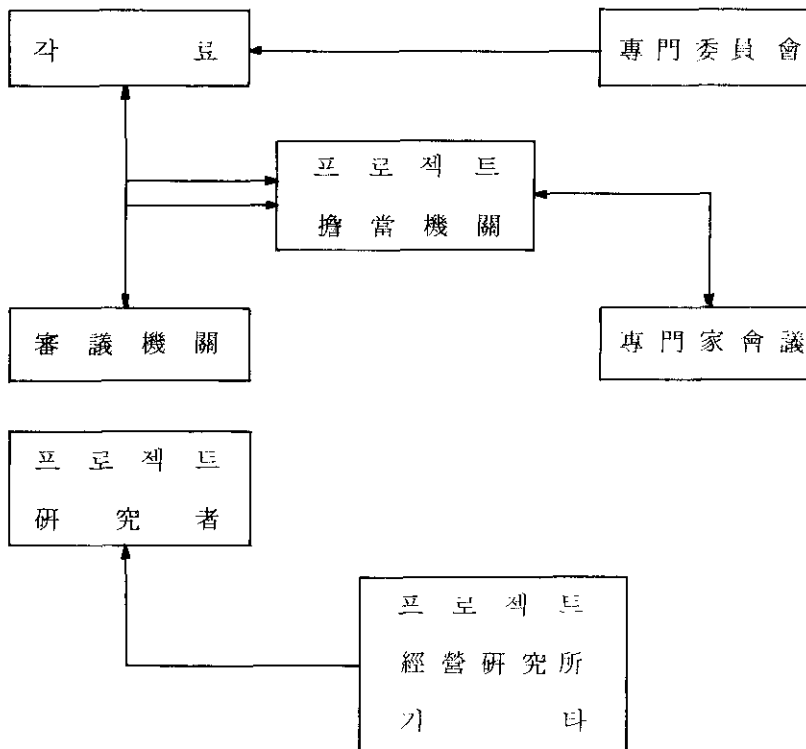 각료
專門委員會
프로젝트
擔當機關
審議機關
專門家會議
프로젝트
硏究者
프로젝트
經營硏究所
기타